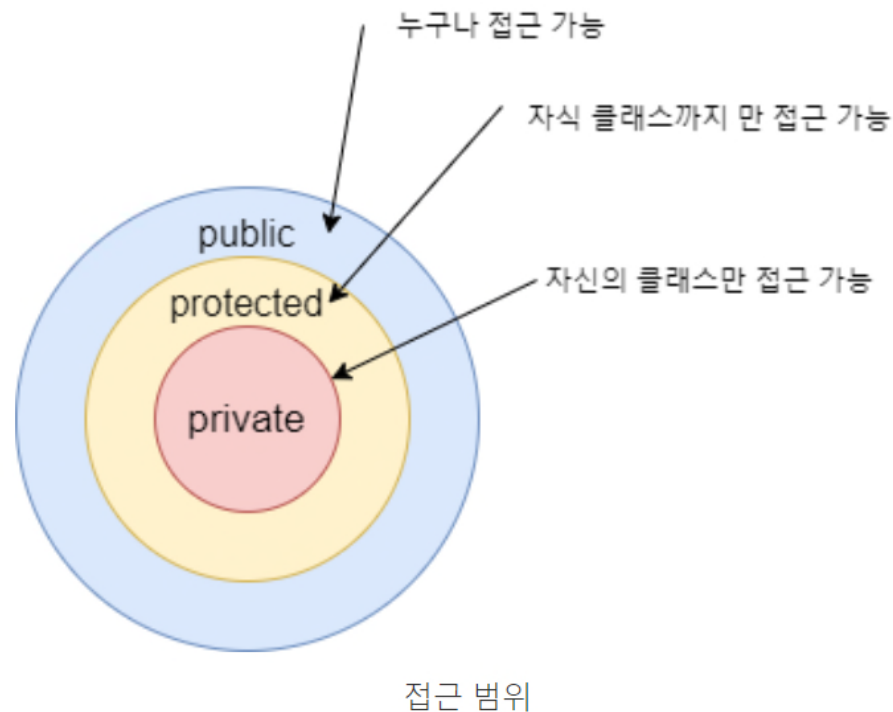 누구나 접근 가능
자식 클래스까지 만 접근 가능
public
자신의 클래스만 접근 가능
protected
private
접근 범위